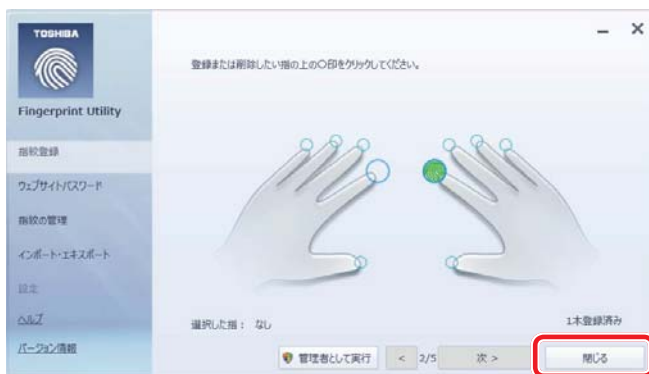 TOSHIBA
Fingerprint Utility
指紋登録
ウェブサイトパスワード
指紋の管理
インポート・エキスポート
設定
ヘルプ
バージョン情報
登録または削除したい指の上の○印をクリックしてください。
選択した指： なし
1本登録済み
管理者として実行
< 2/5 次 >
閉じる